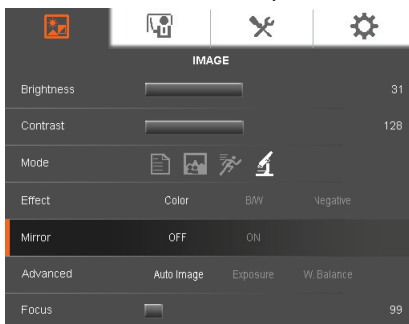 IMAGE
Brightness 31
Contrast 128
Mode
Effect Color B/W Negative
Mirror OFF ON
Advanced Auto Image Exposure W. Balance
Focus 99